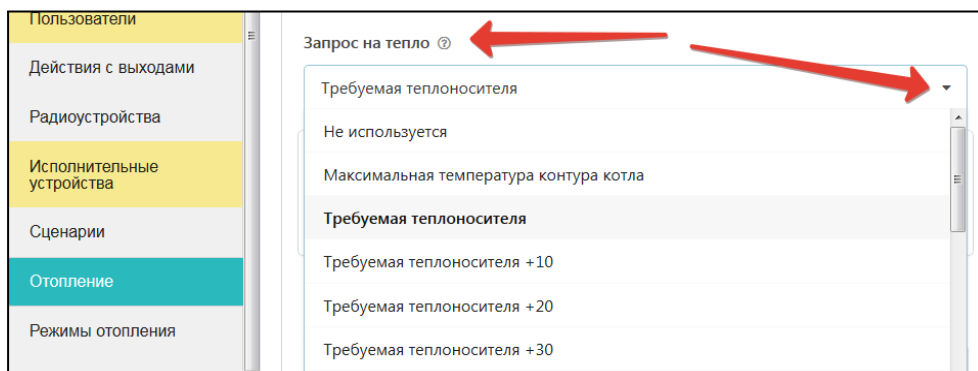 Пользователи
Действия с выходами
Радиоустройства
Исполнительные
устройства
Сценарии
Отопление
Режимы отопления
Запрос на тепло
Требуемая теплоносителя
Не используется
Максимальная температура контура котла
Требуемая теплоносителя
Требуемая теплоносителя +10
Требуемая теплоносителя +20
Требуемая теплоносителя +30